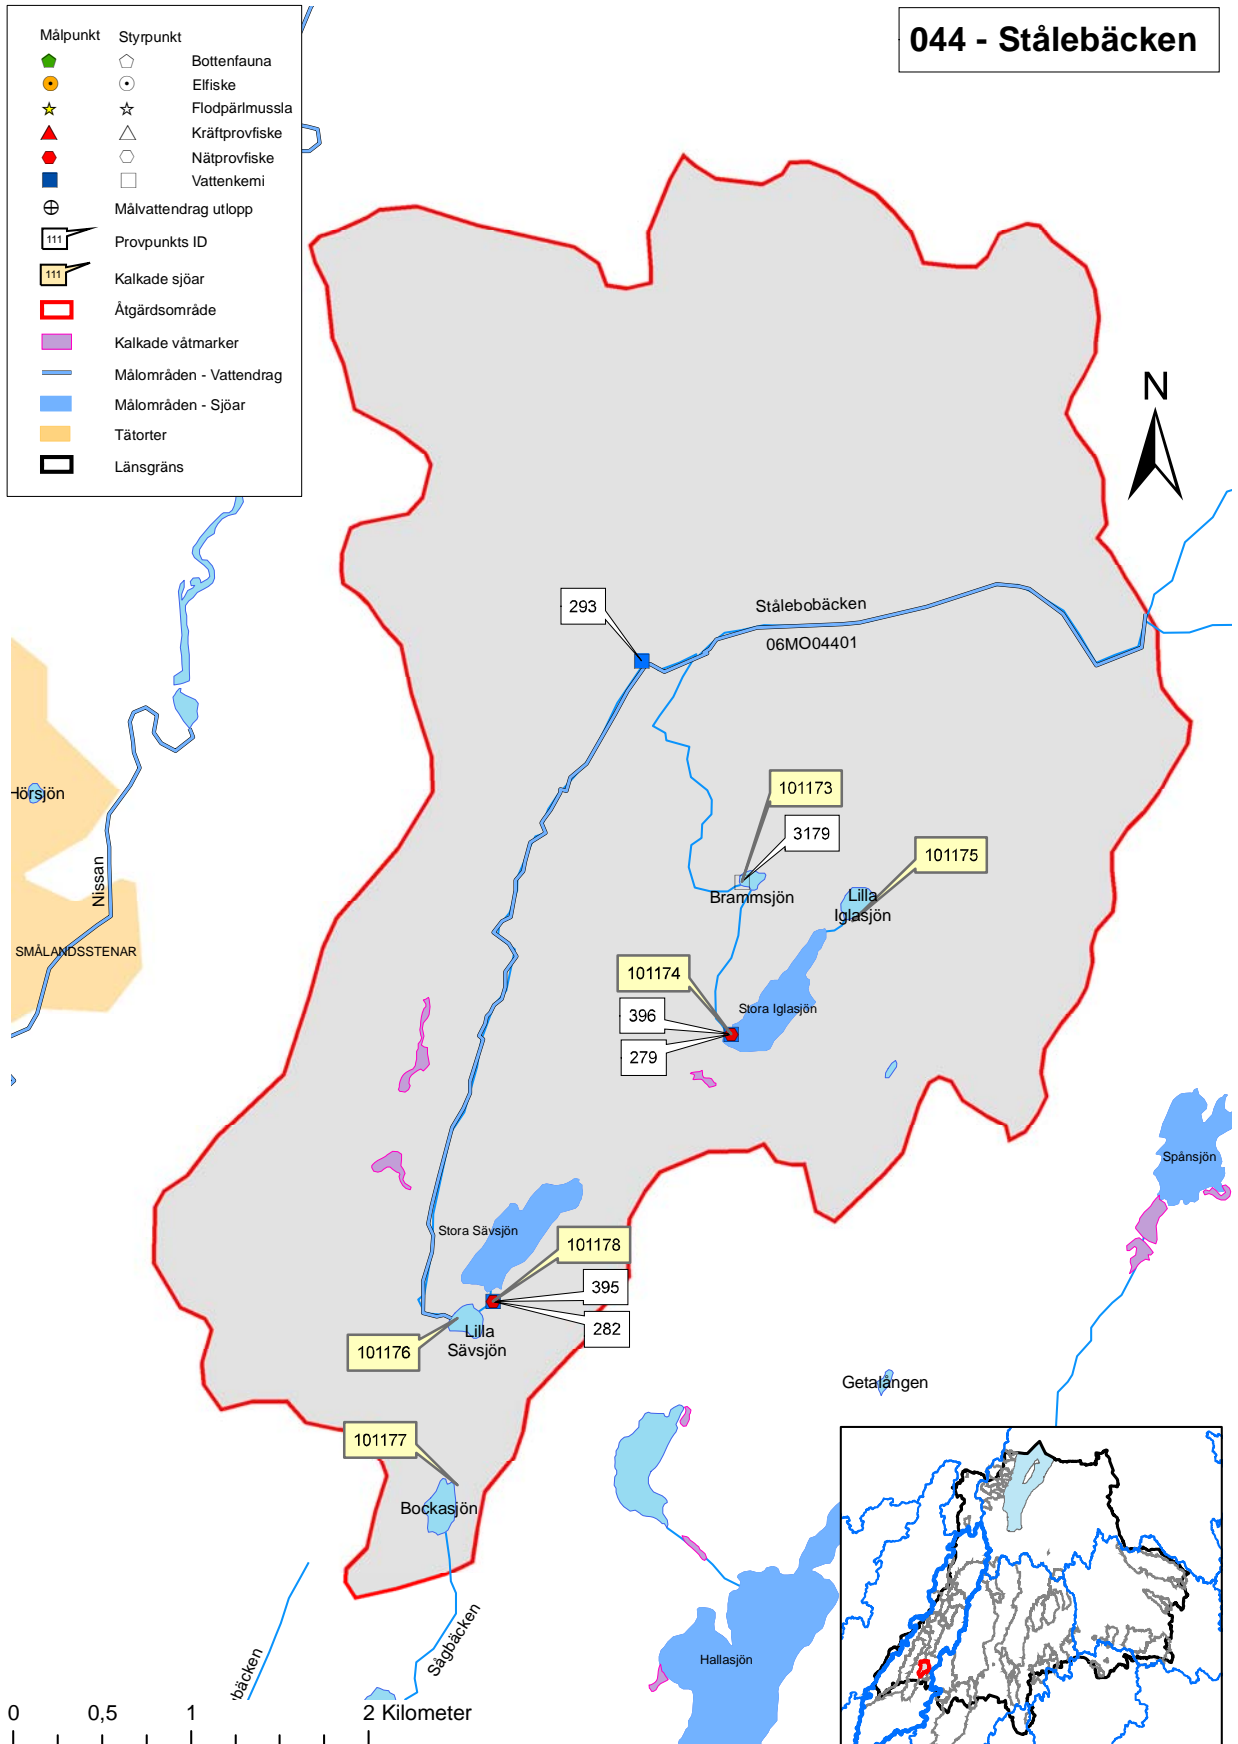 044 - Stålebäcken
Målpunkt Styrpunkt
Bottenfauna
Elfiske
Flodpärlmussla
Kräftprovfiske
Nätprovfiske
Vattenkemi
Målvattendrag utlopp
111 Provpunkts ID
111 Kalkade sjöar
Åtgärdsområde
Kalkade våtmarker
Målområden - Vattendrag
Målområden - Sjöar
Tätorter
Länsgräns
N
293
Stålebobäcken
06MO04401
Hörsjön
101173
3179
101175
Nissan
Brammsjön
Lilla
Iglasjön
SMÅLANDSSTENAR
101174
396
Stora Iglasjön
279
Spånsjön
Stora Sävsjön
101178
395
282
Lilla
Sävsjön
101176
Getalången
101177
Bockasjön
Sågbäcken
bäcken
Hallasjön
0 0,5 1 2 Kilometer